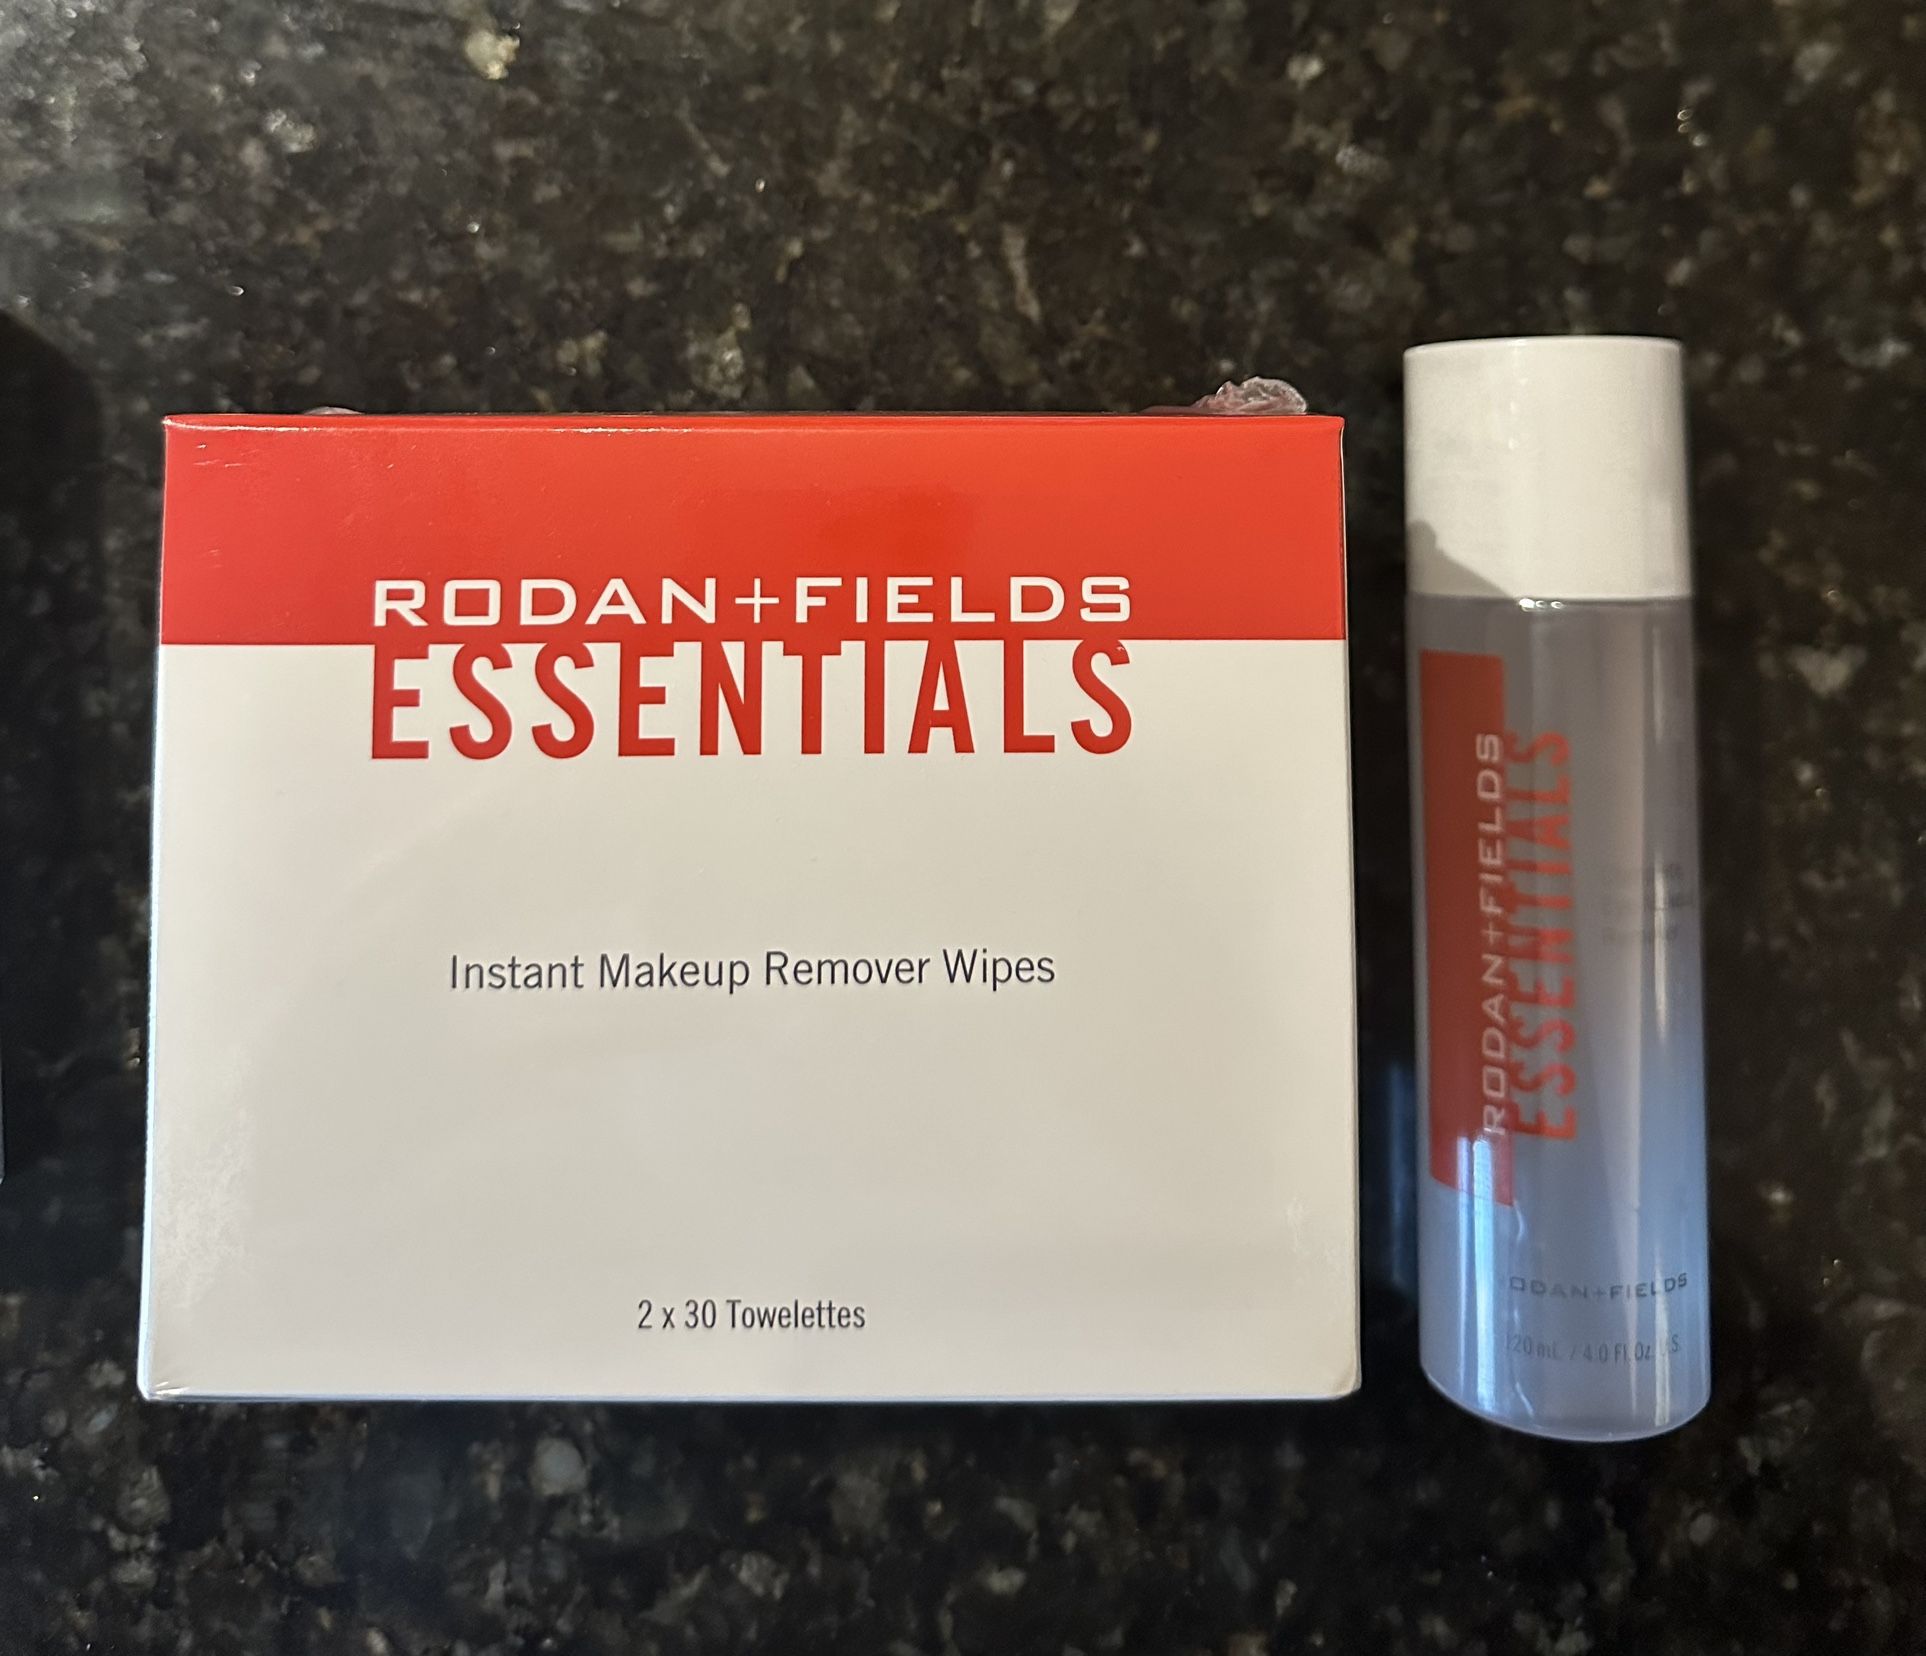 RODAN+FIELDS
ESSENTIALS
Instant Makeup Remover Wipes
2 x 30 Towelettes
RODAN+FIELDS
ESSENTIALS
RODAN+FIELDS
120 mL / 4.0 Fl. Oz. U.S.